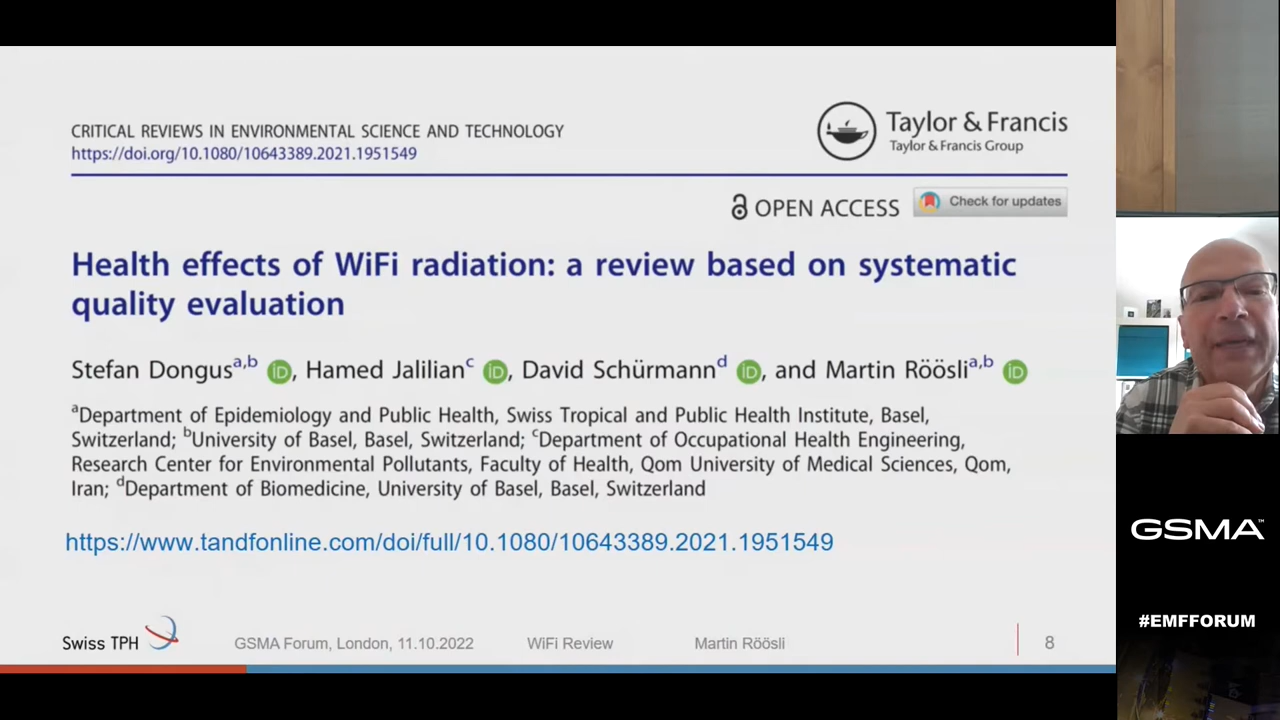 CRITICAL REVIEWS IN ENVIRONMENTAL SCIENCE AND TECHNOLOGY
https://doi.org/10.1080/10643389.2021.1951549
Taylor & Francis
Taylor & Francis Group
OPEN ACCESS
Check for updates
Health effects of WiFi radiation: a review based on systematic
quality evaluation
Stefan Dongusa,b iD, Hamed Jalilianc iD, David Schürmannd iD, and Martin Röösлia,b iD
aDepartment of Epidemiology and Public Health, Swiss Tropical and Public Health Institute, Basel,
Switzerland; bUniversity of Basel, Basel, Switzerland; cDepartment of Occupational Health Engineering,
Research Center for Environmental Pollutants, Faculty of Health, Qom University of Medical Sciences, Qom,
Iran; dDepartment of Biomedicine, University of Basel, Basel, Switzerland
https://www.tandfonline.com/doi/full/10.1080/10643389.2021.1951549
Swiss TPH
GSMA Forum, London, 11.10.2022
WiFi Review
Martin Röösli
8
GSMA™
#EMFFORUM